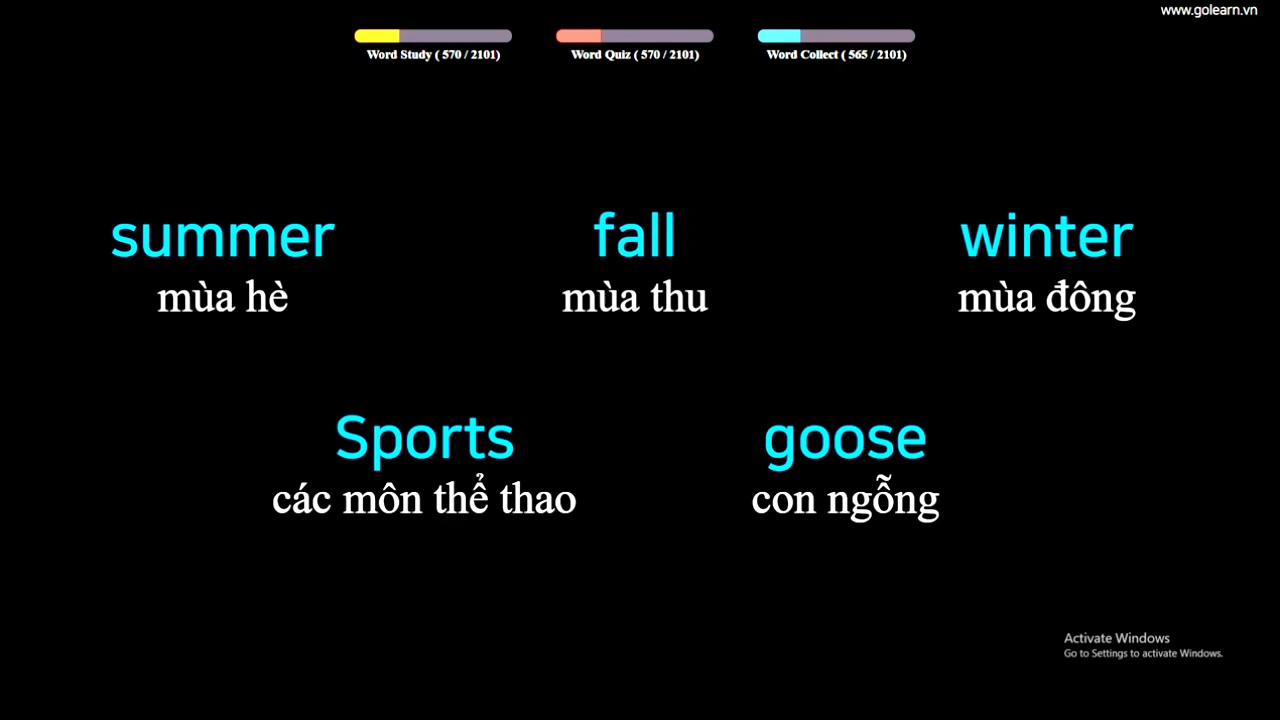 www.golearn.vn
Word Study ( 570 / 2101)
Word Quiz ( 570 / 2101)
Word Collect ( 565 / 2101)
summer
mùa hè
fall
mùa thu
winter
mùa đông
Sports
các môn thể thao
goose
con ngỗng
Activate Windows
Go to Settings to activate Windows.